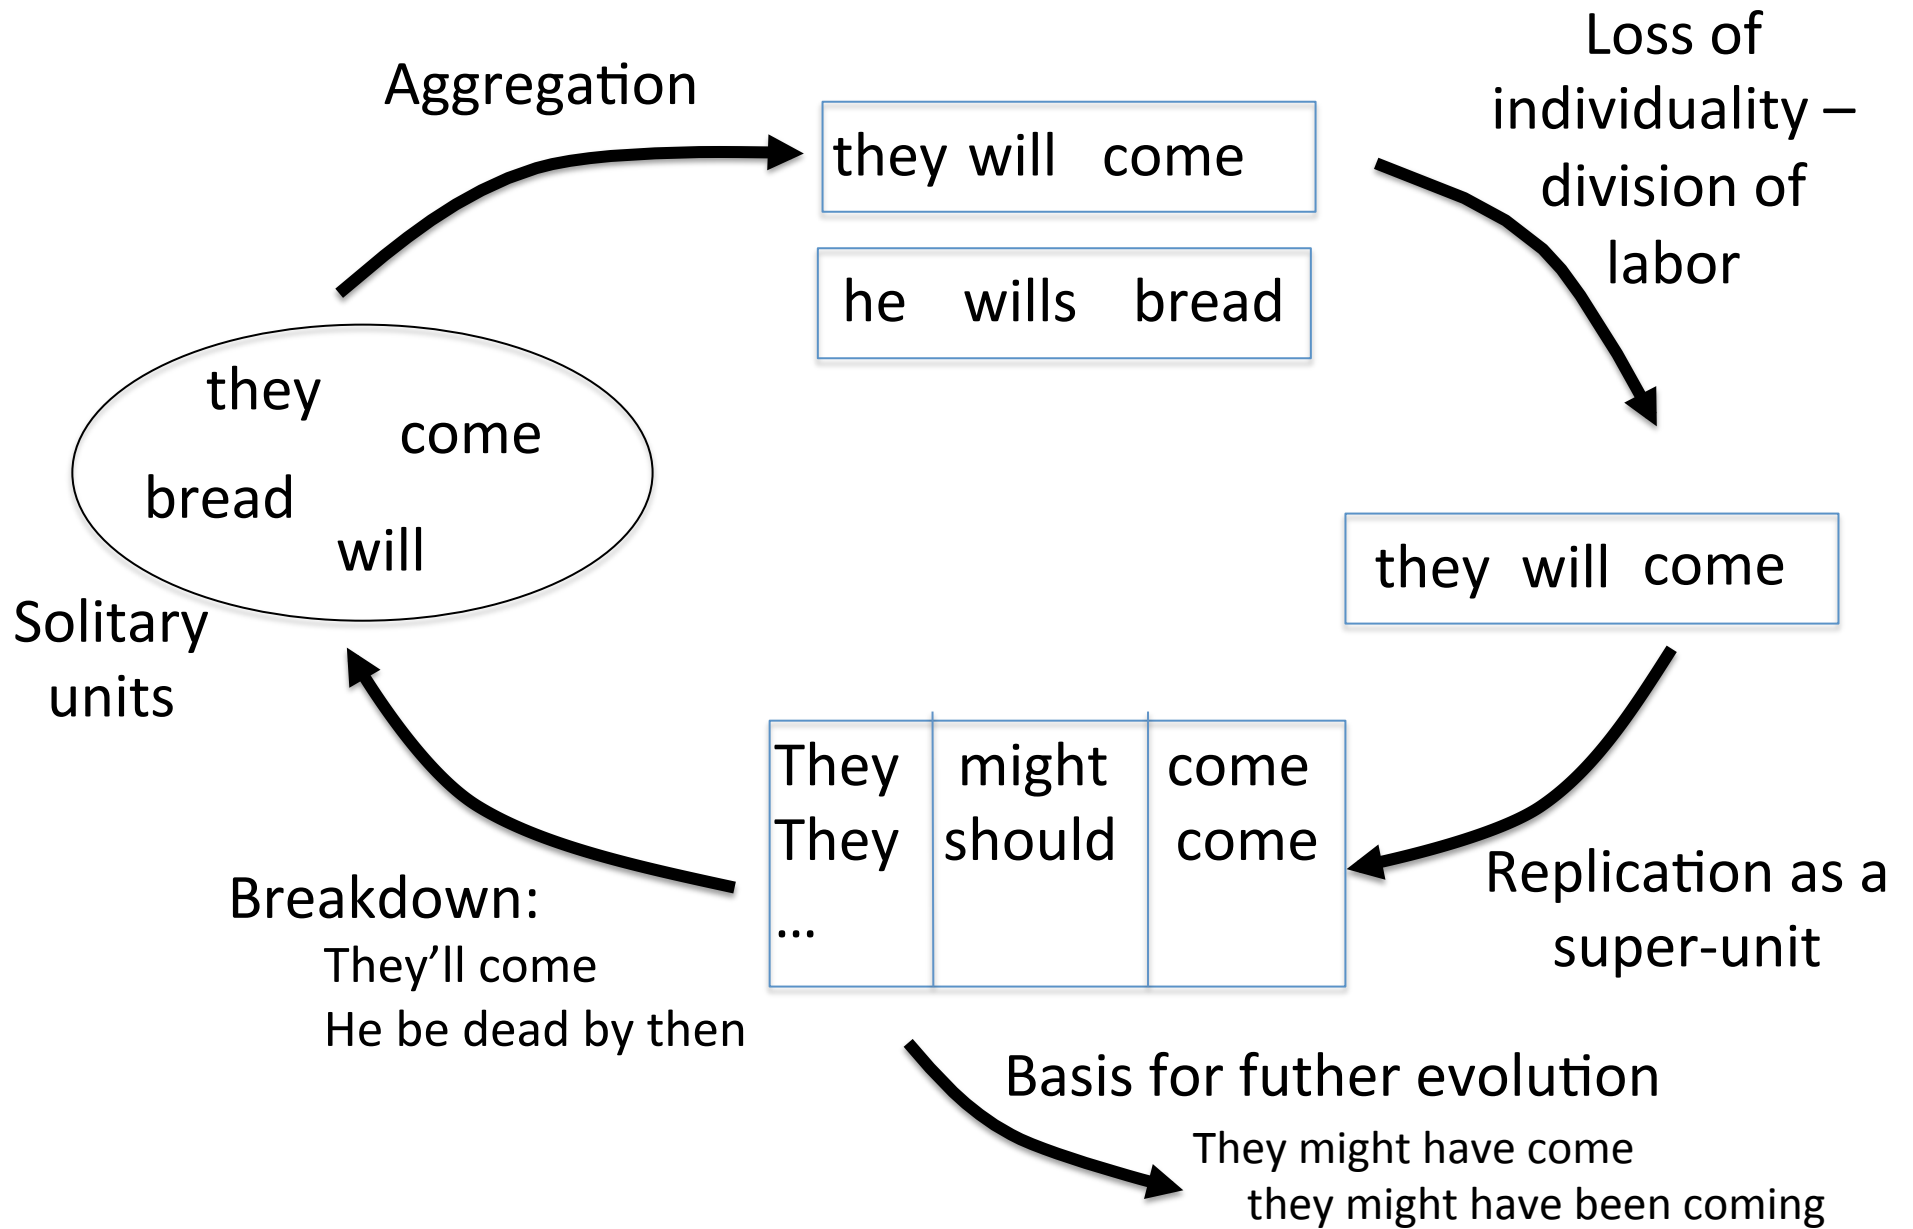 Aggregation
they will come
he wills bread
Loss of
individuality –
division of
labor
they
come
bread
will
Solitary
units
they will come
Replication as a
super-unit
They might come
They should come
...
Breakdown:
They'll come
He be dead by then
Basis for futher evolution
They might have come
they might have been coming